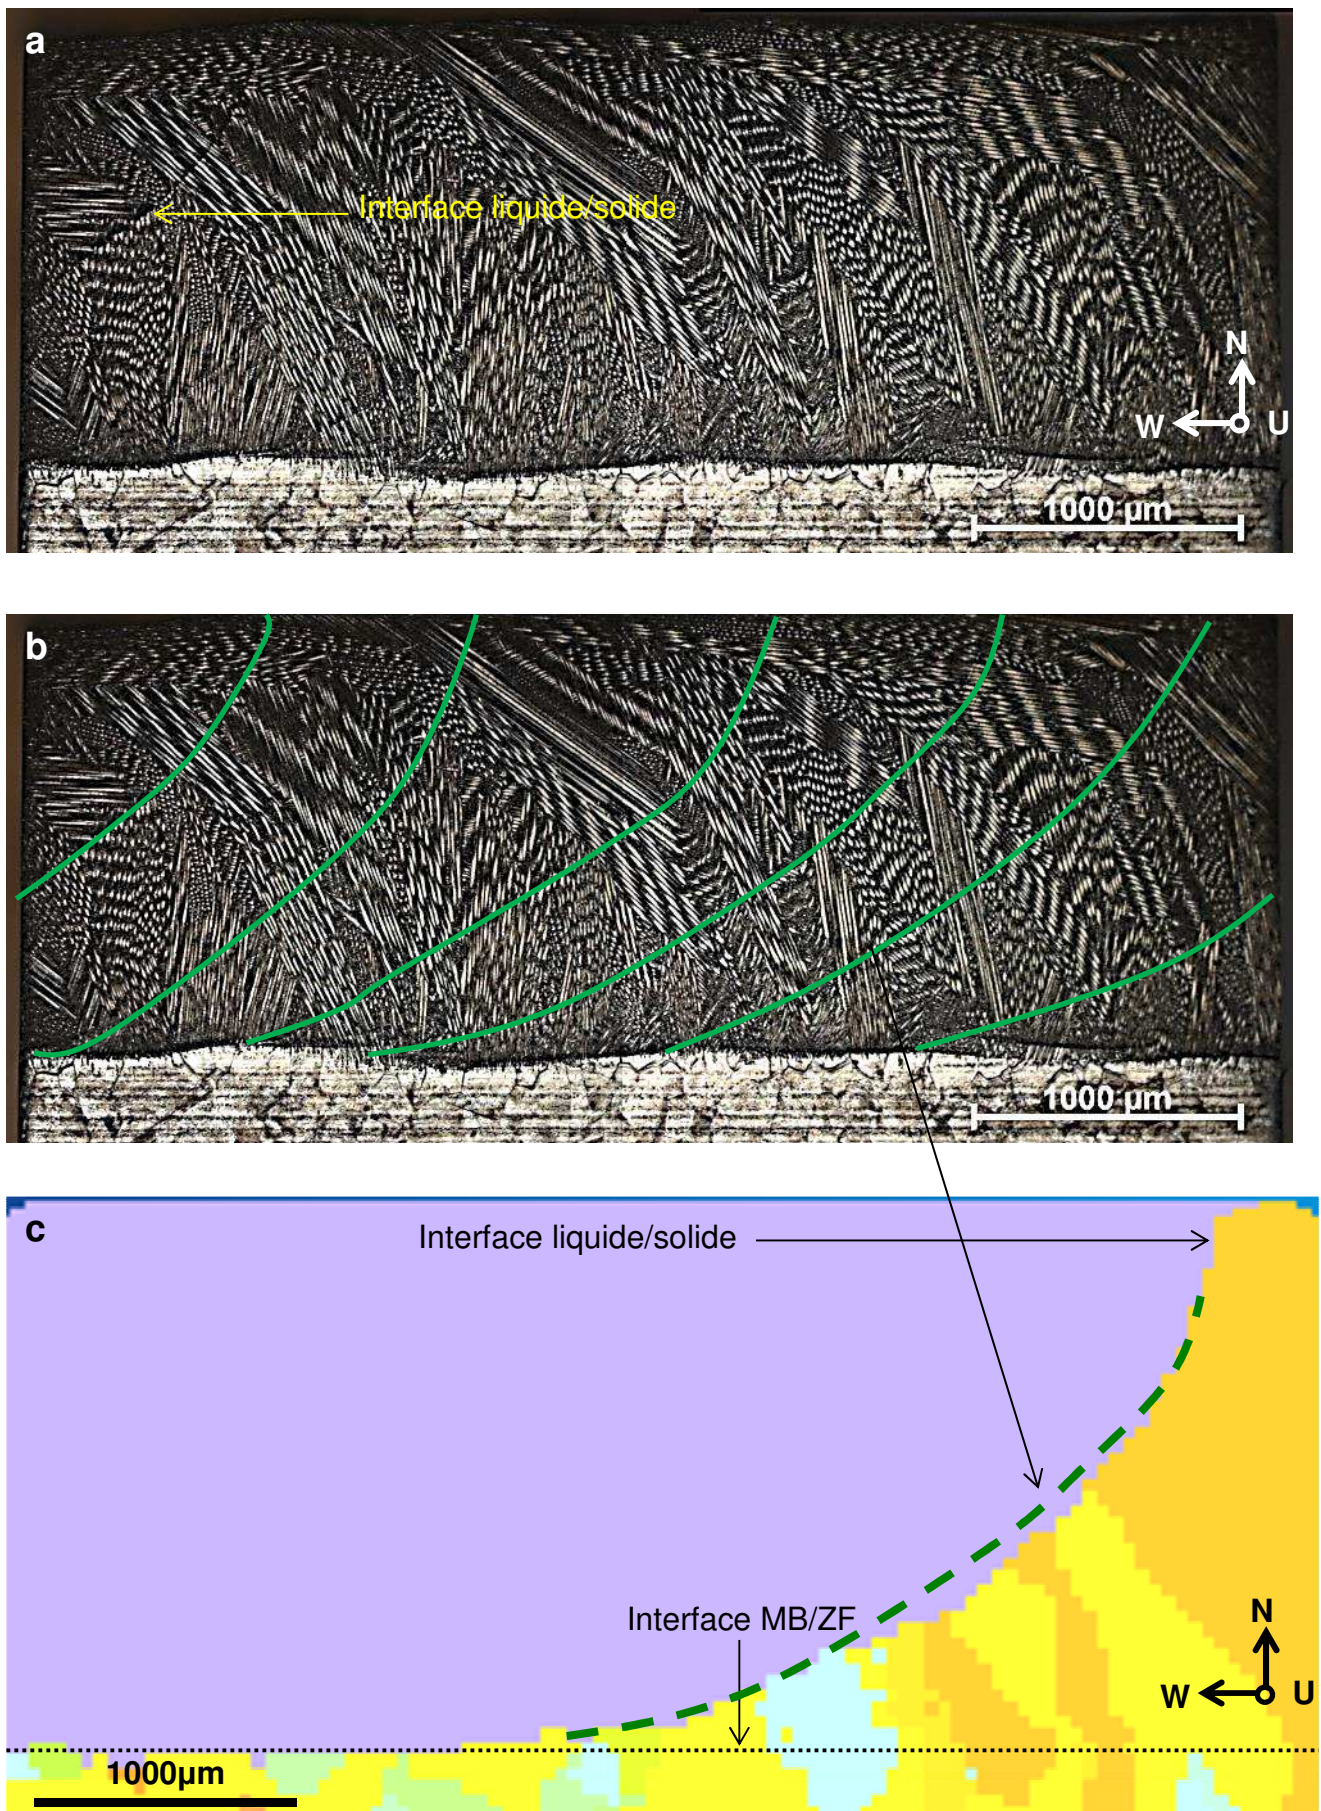 a
Interface liquide/solide
N
W U
1000 µm
b
1000 µm
c
Interface liquide/solide
Interface MB/ZF
N
W U
1000µm